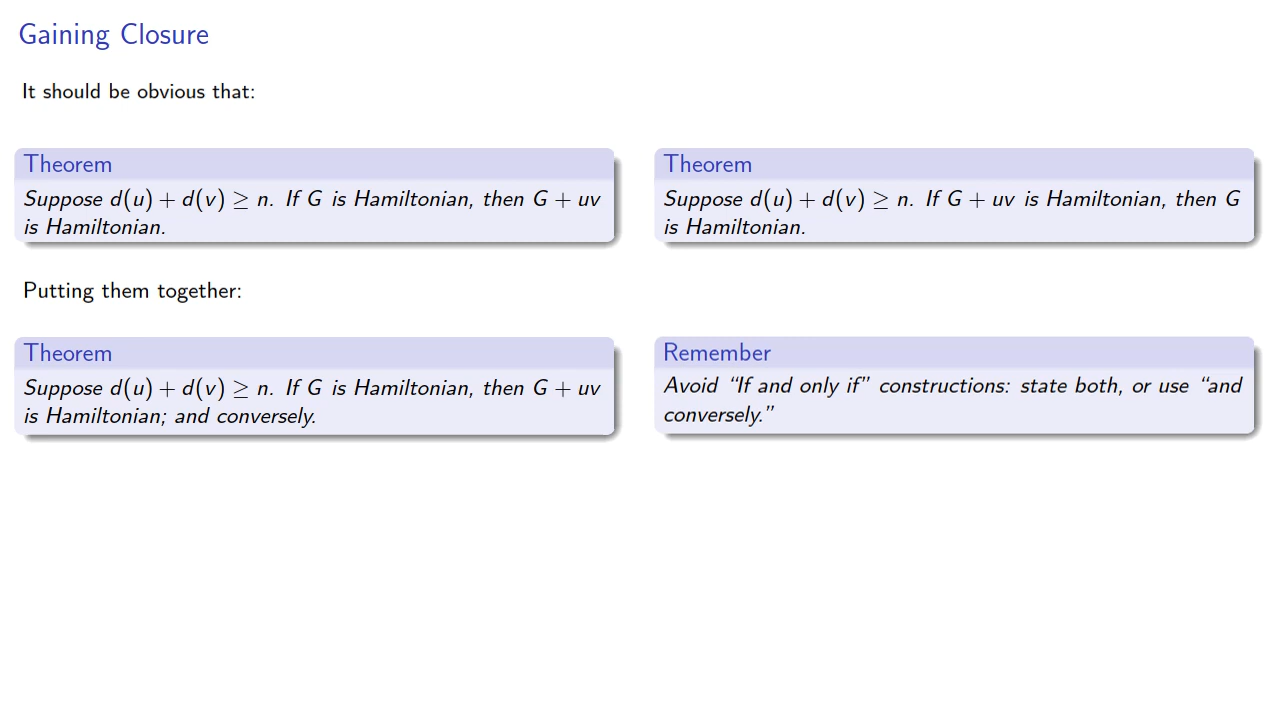 Gaining Closure
It should be obvious that:
Theorem
Suppose d(u) + d(v) ≥ n. If G is Hamiltonian, then G + uv
is Hamiltonian.
Theorem
Suppose d(u) + d(v) ≥ n. If G + uv is Hamiltonian, then G
is Hamiltonian.
Putting them together:
Theorem
Suppose d(u) + d(v) ≥ n. If G is Hamiltonian, then G + uv
is Hamiltonian; and conversely.
Remember
Avoid “If and only if” constructions: state both, or use “and
conversely.”